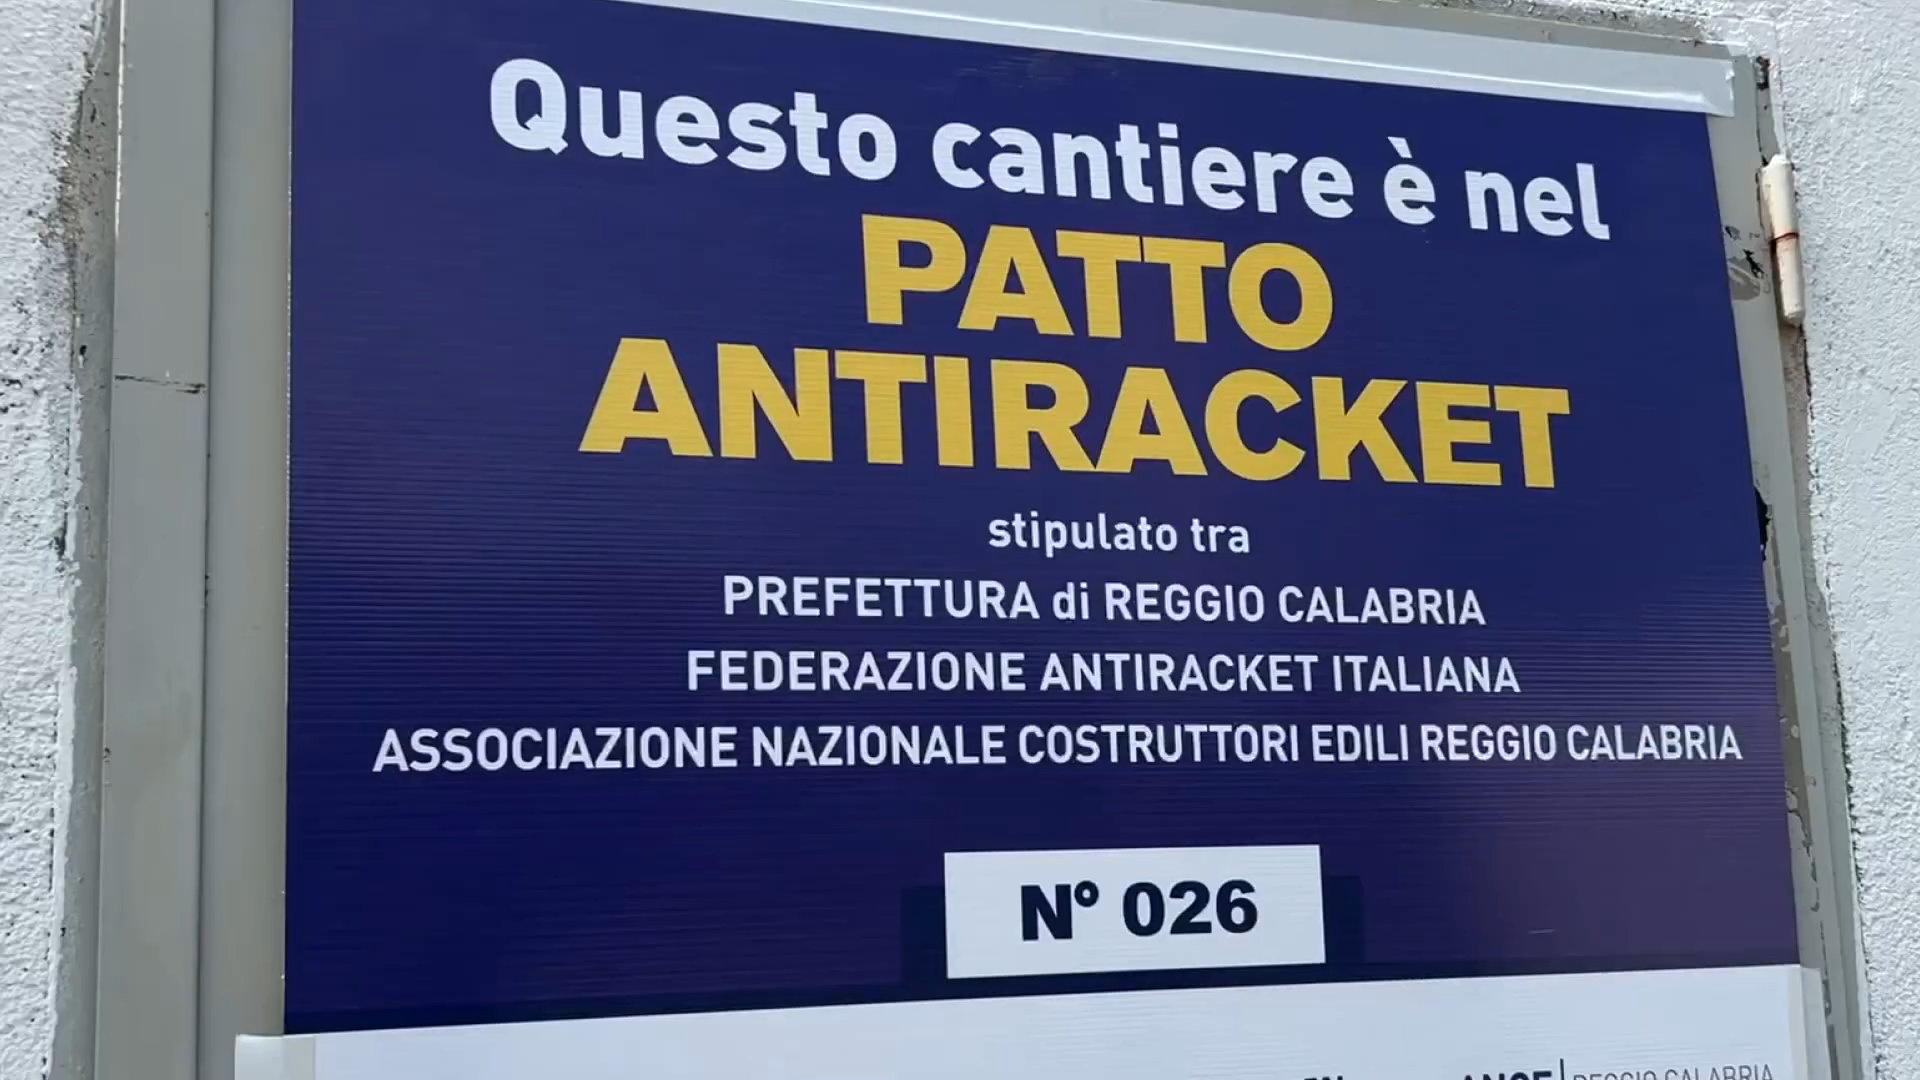 Questo cantiere è nel
PATTO
ANTIRACKET
stipulato tra
PREFETTURA di REGGIO CALABRIA
FEDERAZIONE ANTIRACKET ITALIANA
ASSOCIAZIONE NAZIONALE COSTRUTTORI EDILI REGGIO CALABRIA
N° 026
ANCE | REGGIO CALABRIA